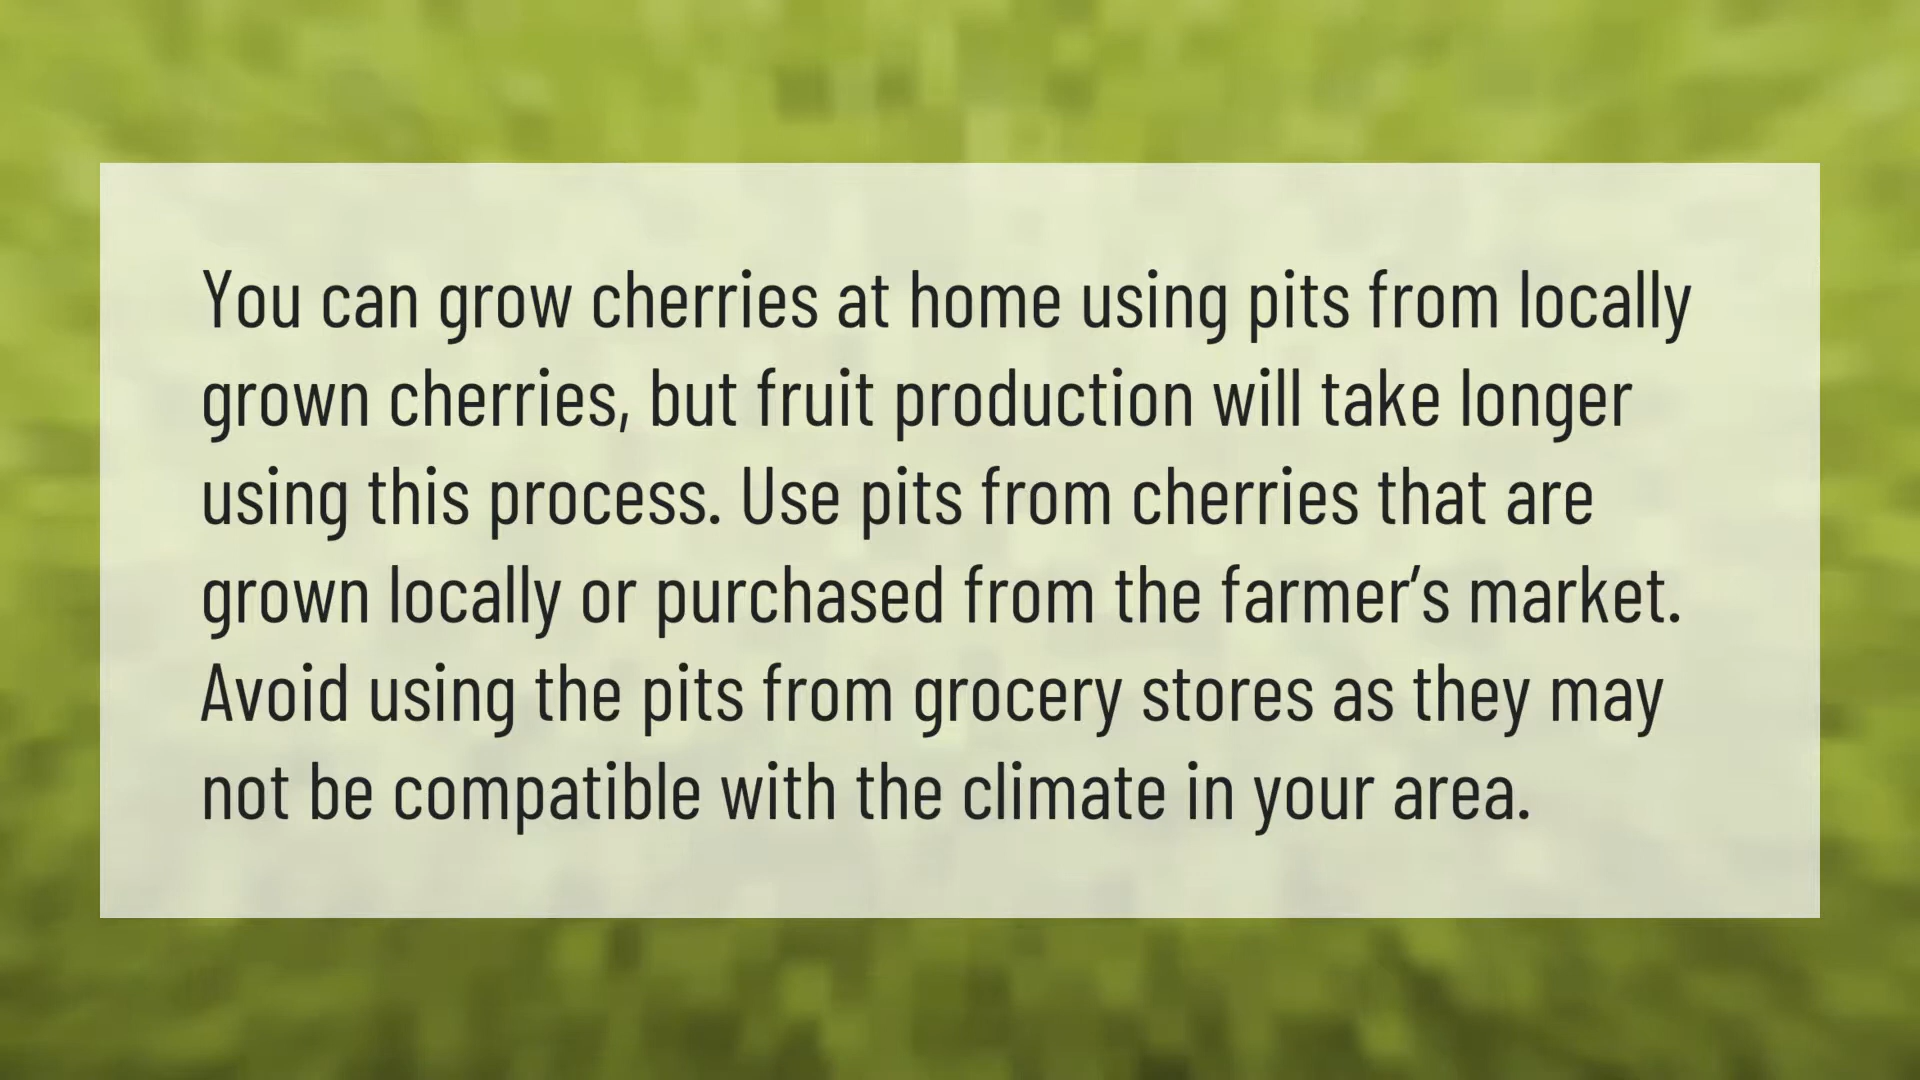 You can grow cherries at home using pits from locally
grown cherries, but fruit production will take longer
using this process. Use pits from cherries that are
grown locally or purchased from the farmer’s market.
Avoid using the pits from grocery stores as they may
not be compatible with the climate in your area.